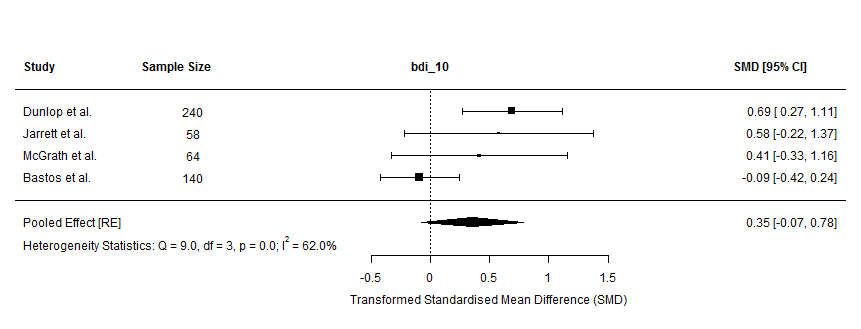 Study Sample Size bdi_10 SMD [95% CI]
Dunlop et al. 240 0.69 [ 0.27, 1.11]
Jarrett et al. 58 0.58 [-0.22, 1.37]
McGrath et al. 64 0.41 [-0.33, 1.16]
Bastos et al. 140 -0.09 [-0.42, 0.24]
Pooled Effect [RE] 0.35 [-0.07, 0.78]
Heterogeneity Statistics: Q = 9.0, df = 3, p = 0.0; I² = 62.0%
-0.5 0 0.5 1 1.5
Transformed Standardised Mean Difference (SMD)